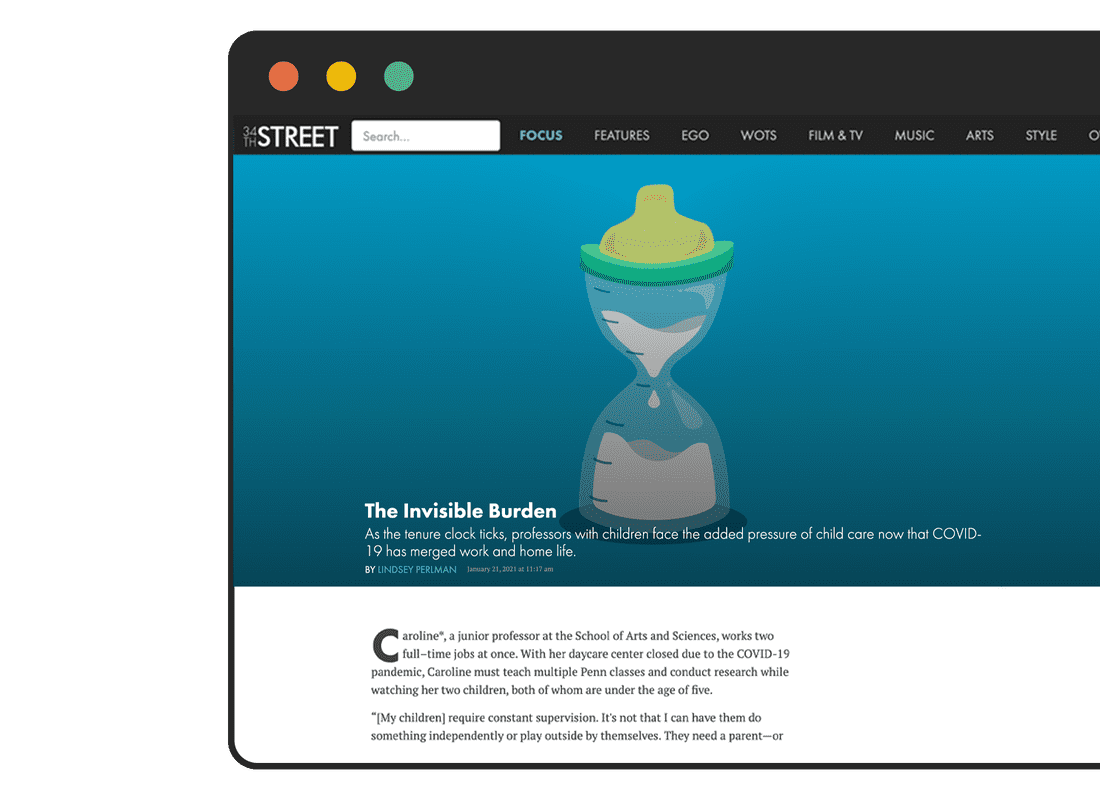 34TH STREET Search... FOCUS FEATURES EGO WOTS FILM & TV MUSIC ARTS STYLE
The Invisible Burden
As the tenure clock ticks, professors with children face the added pressure of child care now that COVID-
19 has merged work and home life.
BY LINDSEY PERLMAN January 21, 2021 at 11:17 am
Caroline*, a junior professor at the School of Arts and Sciences, works two
full–time jobs at once. With her daycare center closed due to the COVID-19
pandemic, Caroline must teach multiple Penn classes and conduct research while
watching her two children, both of whom are under the age of five.
“[My children] require constant supervision. It's not that I can have them do
something independently or play outside by themselves. They need a parent—or